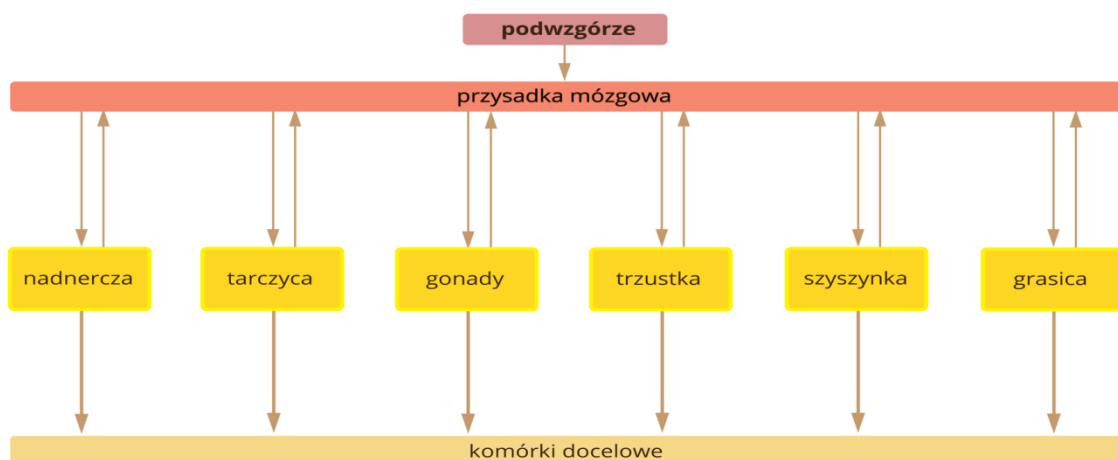 podwzgórze
przysadka mózgowa
nadnercza
tarczyca
gonady
trzustka
szyszynka
grasica
komórki docelowe